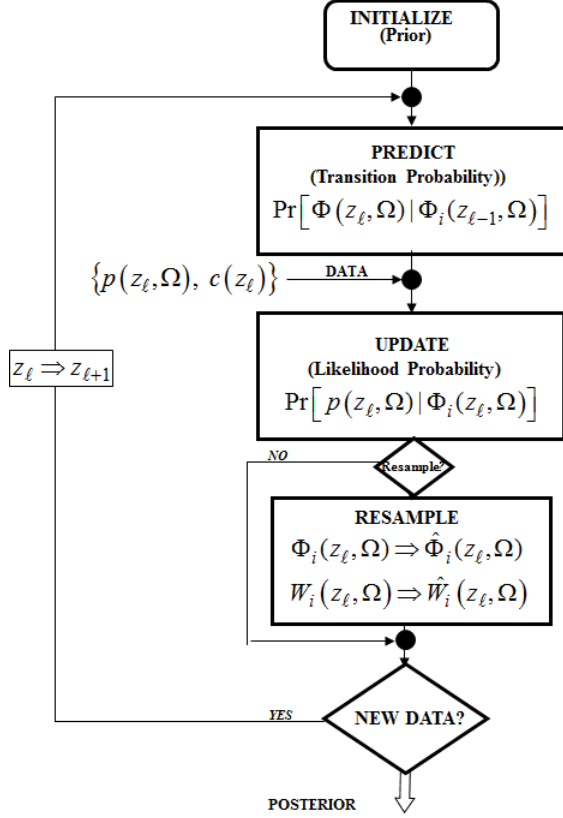 INITIALIZE
(Prior)
PREDICT
(Transition Probability))
Pr[Φ(z_ℓ,Ω)|Φ_i(z_{ℓ-1},Ω)]
{p(z_ℓ,Ω), c(z_ℓ)}
DATA
UPDATE
(Likelihood Probability)
Pr[p(z_ℓ,Ω)|Φ_i(z_ℓ,Ω)]
z_ℓ ⇒ z_{ℓ+1}
NO
Resample?
RESAMPLE
Φ_i(z_ℓ,Ω) ⇒ Φ̂_i(z_ℓ,Ω)
W_i(z_ℓ,Ω) ⇒ Ŵ_i(z_ℓ,Ω)
YES
NEW DATA?
POSTERIOR